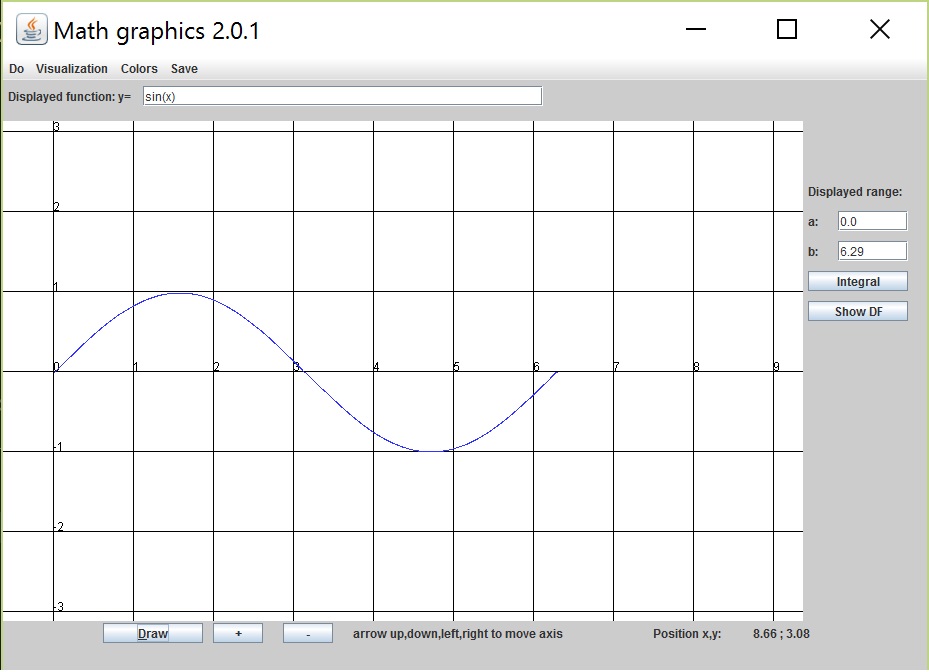 Math graphics 2.0.1
Do Visualization Colors Save
Displayed function: y= sin(x)
3
2
1
0 1 2 3 4 5 6 7 8 9
-1
-2
-3
Displayed range:
a: 0.0
b: 6.29
Integral
Show DF
Draw + - arrow up,down,left,right to move axis Position x,y: 8.66 ; 3.08